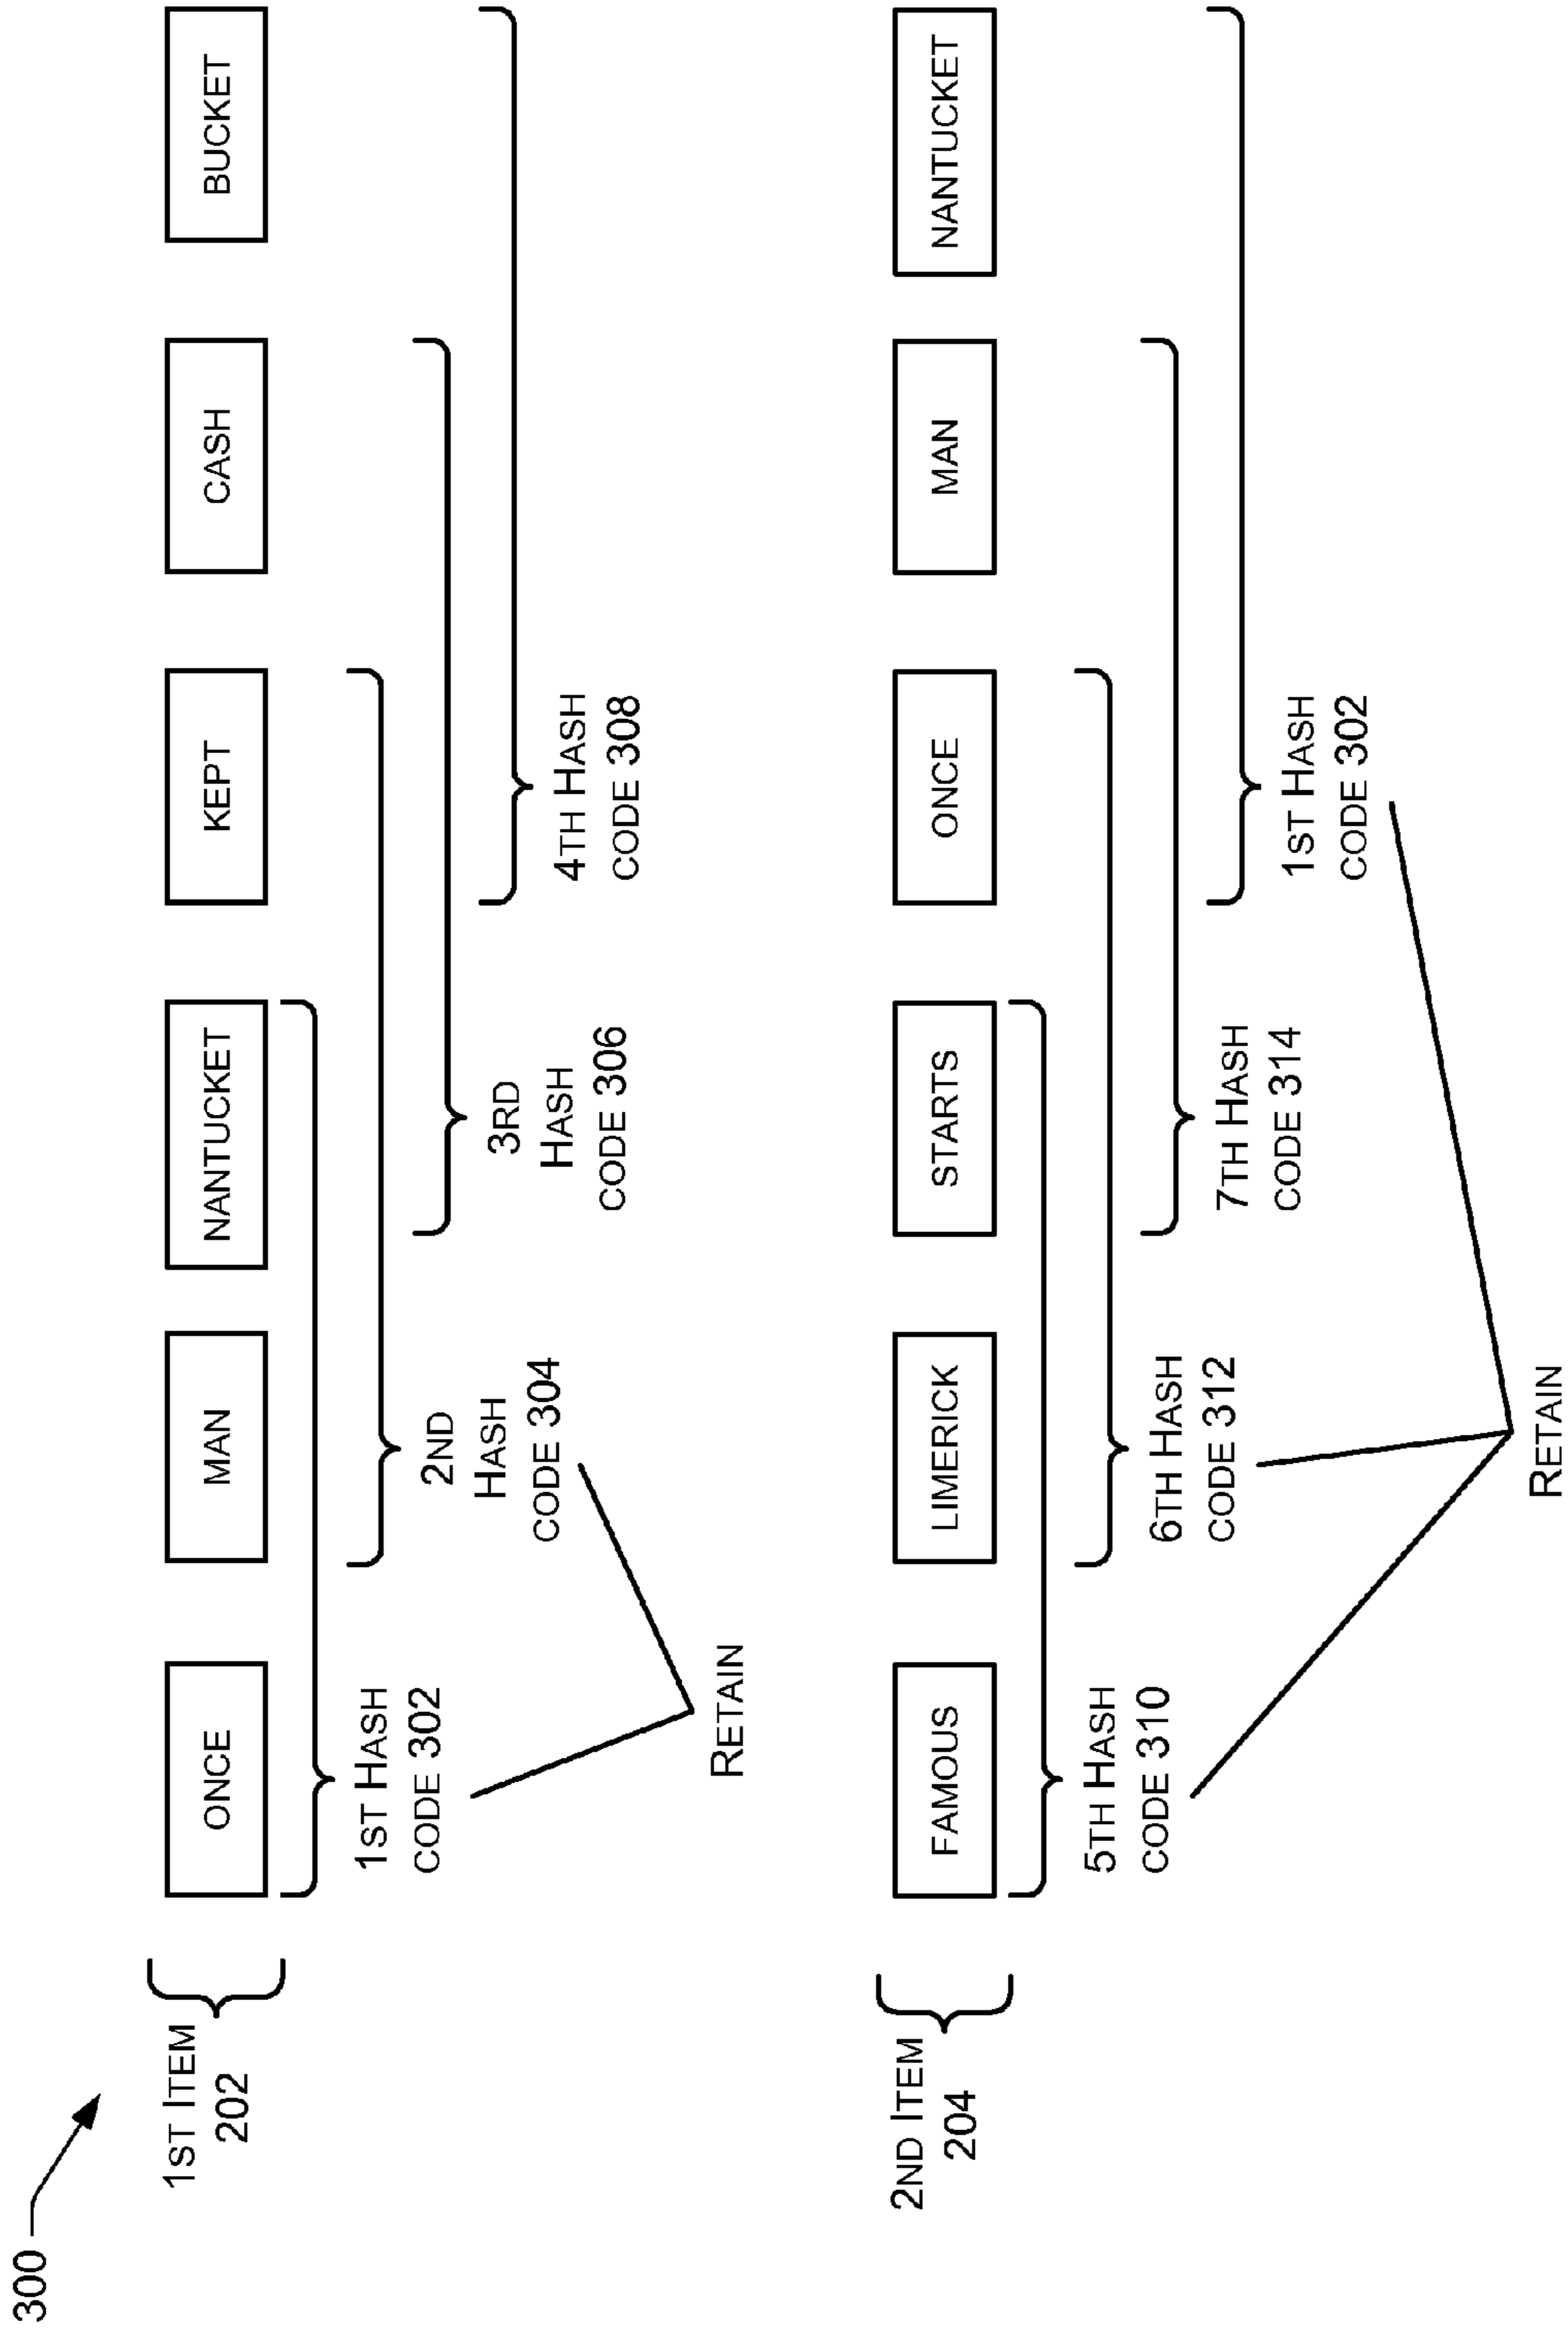 300
1ST ITEM
202
ONCE
MAN
NANTUCKET
KEPT
CASH
BUCKET
1ST HASH
CODE 302
2ND
HASH
CODE 304
3RD
HASH
CODE 306
4TH HASH
CODE 308
RETAIN
2ND ITEM
204
FAMOUS
LIMERICK
STARTS
ONCE
MAN
NANTUCKET
5TH HASH
CODE 310
6TH HASH
CODE 312
7TH HASH
CODE 314
1ST HASH
CODE 302
RETAIN